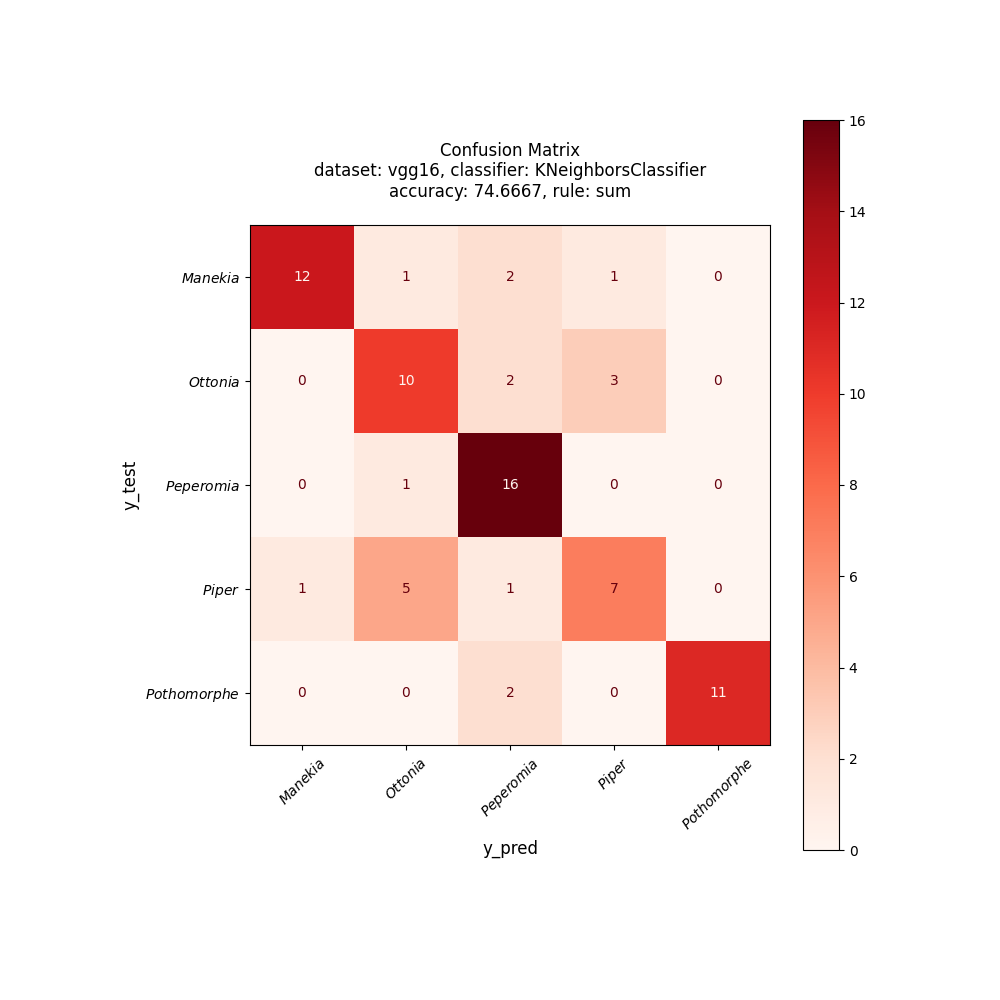 Confusion Matrix
dataset: vgg16, classifier: KNeighborsClassifier
accuracy: 74.6667, rule: sum
Manekia 12 1 2 1 0
Ottonia 0 10 2 3 0
Peperomia 0 1 16 0 0
Piper 1 5 1 7 0
Pothomorphe 0 0 2 0 11
Manekia Ottonia Peperomia Piper Pothomorphe
y_pred
y_test
16
14
12
10
8
6
4
2
0